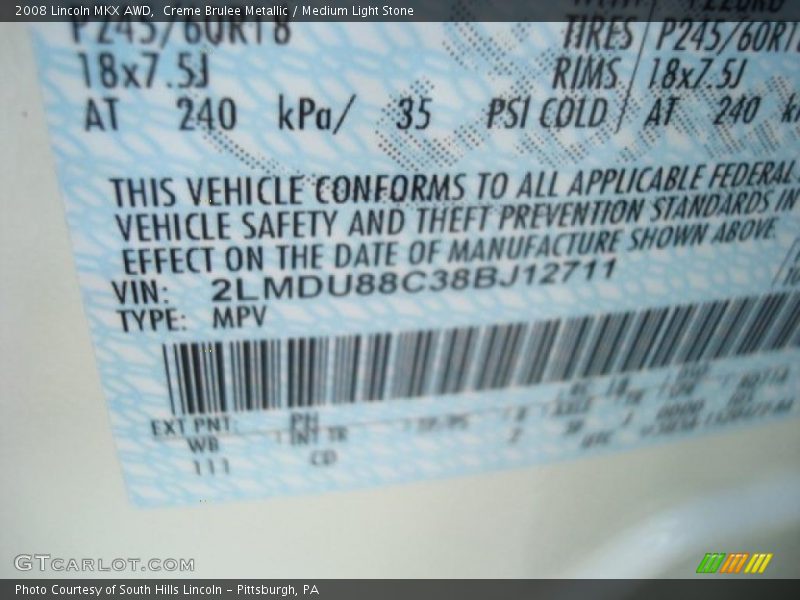 2008 Lincoln MKX AWD,  Creme Brulee Metallic / Medium Light Stone
P245/60R18 TIRES P245/60R18
18x7.5J RIMS 18x7.5J
AT 240 kPa/ 35 PSI COLD AT 240
THIS VEHICLE CONFORMS TO ALL APPLICABLE FEDERAL
VEHICLE SAFETY AND THEFT PREVENTION STANDARDS IN
EFFECT ON THE DATE OF MANUFACTURE SHOWN ABOVE
VIN: 2LMDU88C38BJ12711
TYPE: MPV
EXT PNT: PH
WB INT TR
111 CD
GTCARLOT.COM
Photo Courtesy of South Hills Lincoln – Pittsburgh, PA